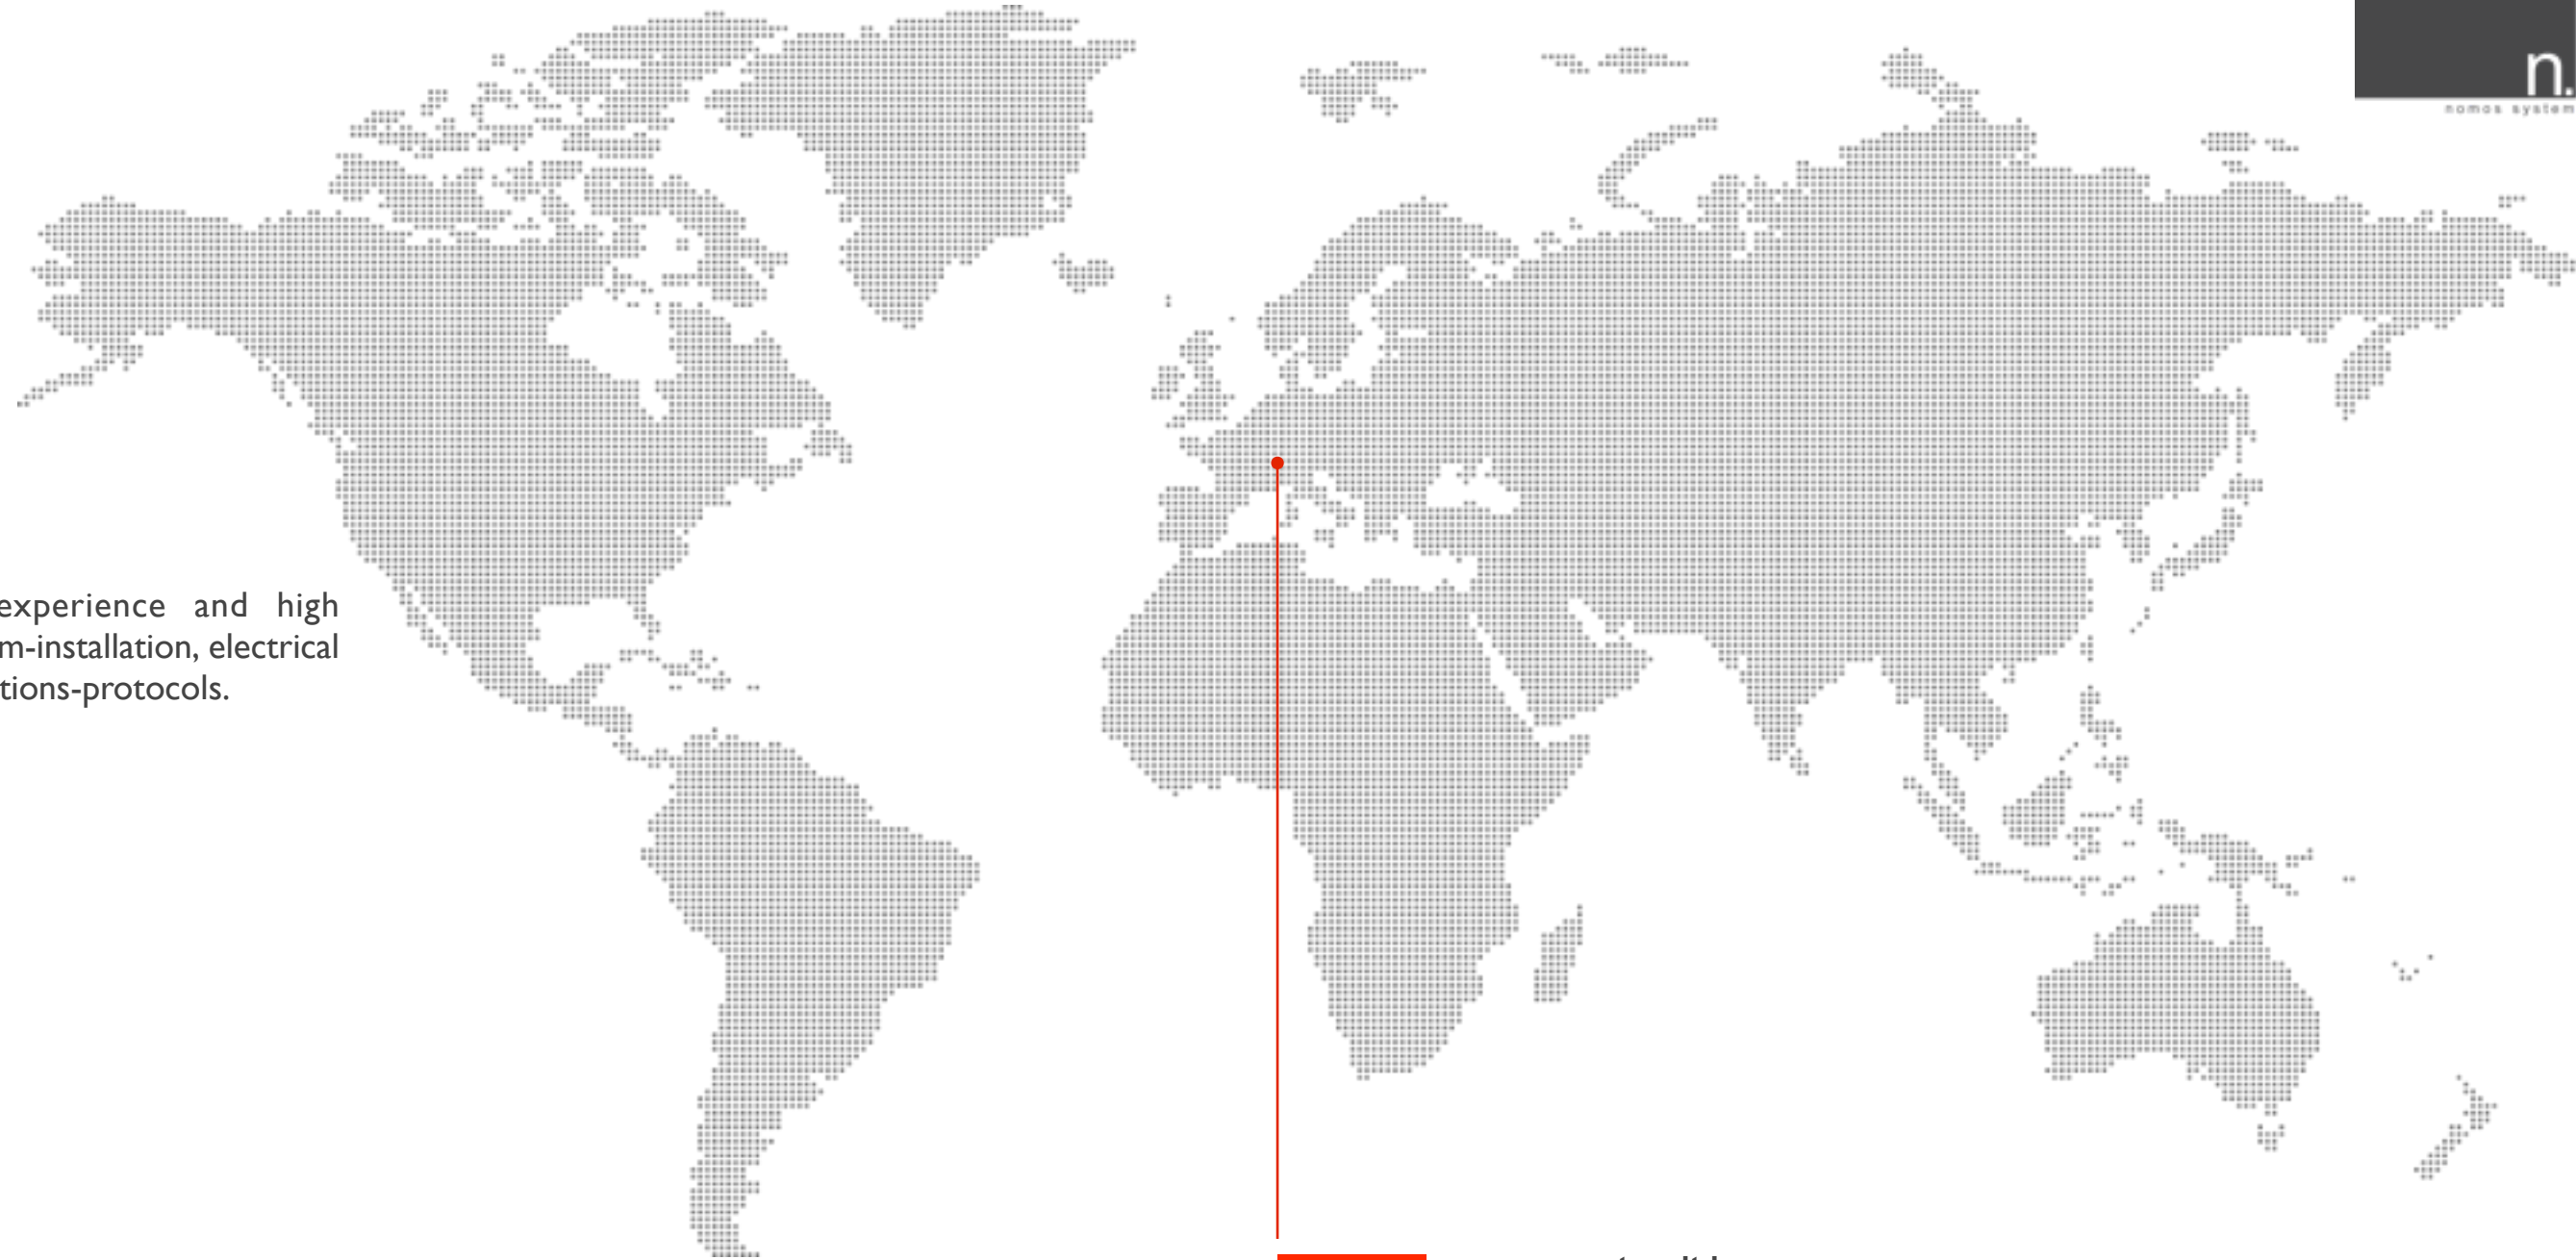 n.
nomos system
experience and high
m-installation, electrical
tions-protocols.